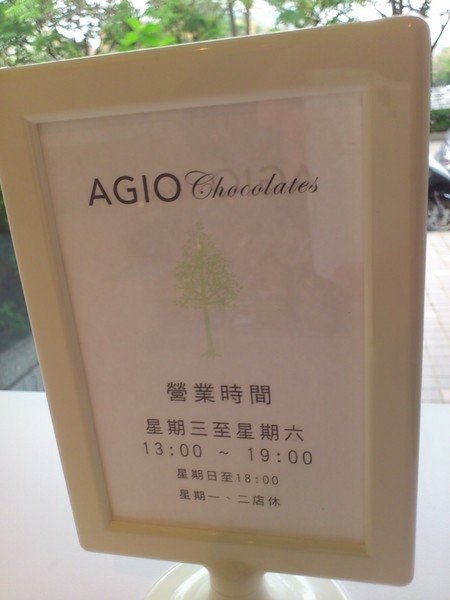 AGIO Chocolates
營業時間
星期三至星期六
13:00 ~ 19:00
星期日至18:00
星期一、二店休